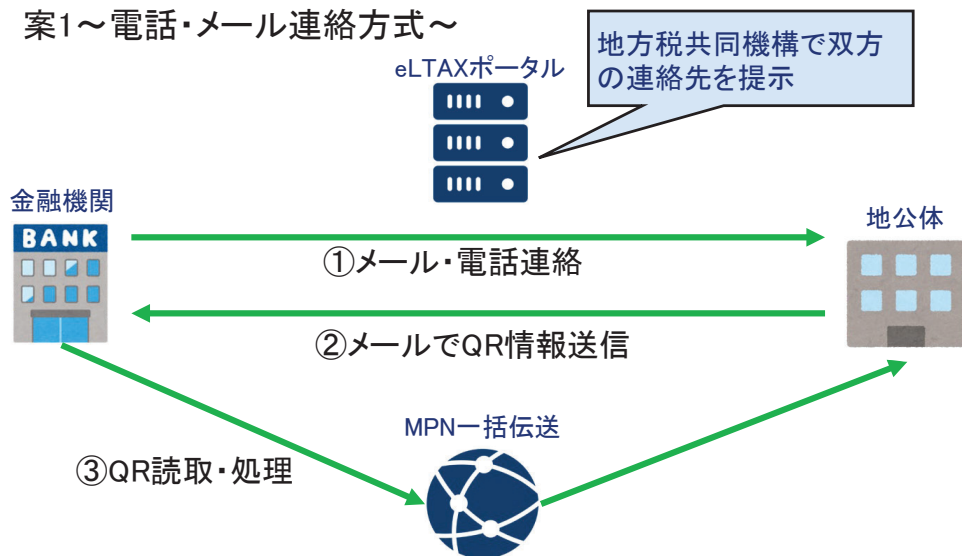 案1～電話・メール連絡方式～
eLTAXポータル
地方税共同機構で双方
の連絡先を提示
金融機関
BANK
地公体
①メール・電話連絡
②メールでQR情報送信
MPN一括伝送
③QR読取・処理